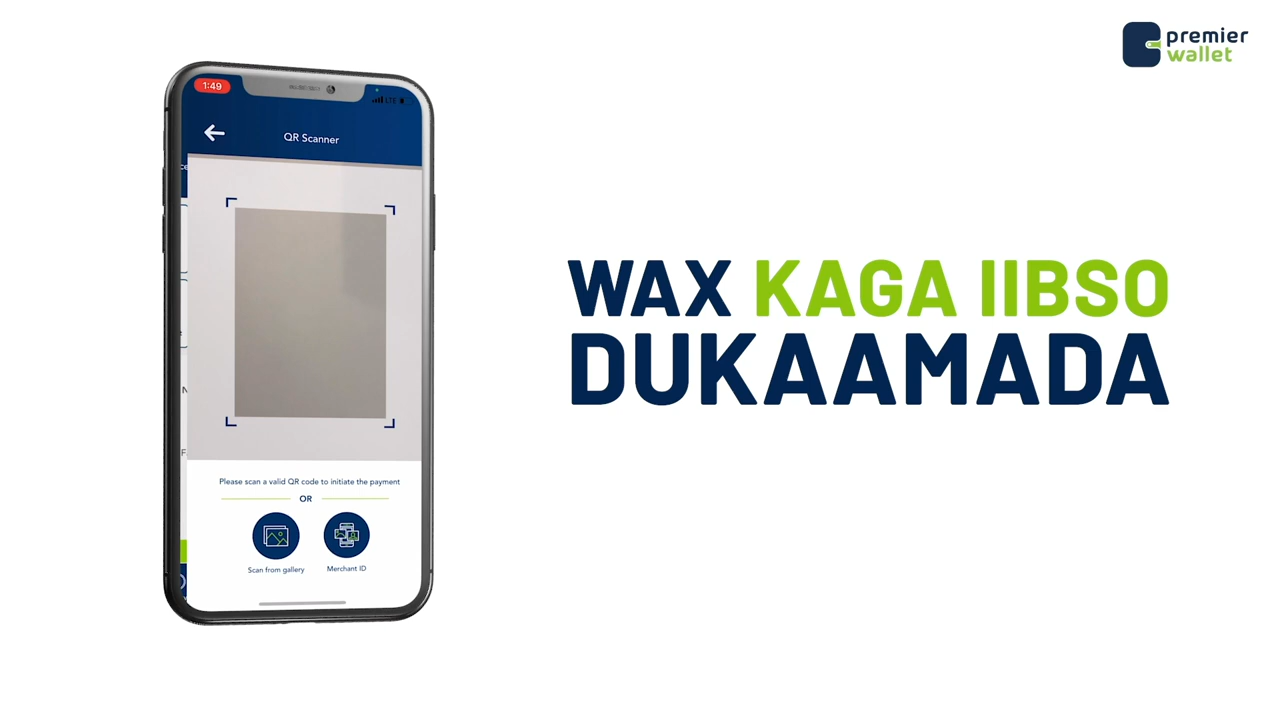 premier
wallet
1:49
LTE
QR Scanner
WAX KAGA IIBSO
DUKAAMADA
Please scan a valid QR code to initiate the payment
OR
Scan from gallery
Merchant ID